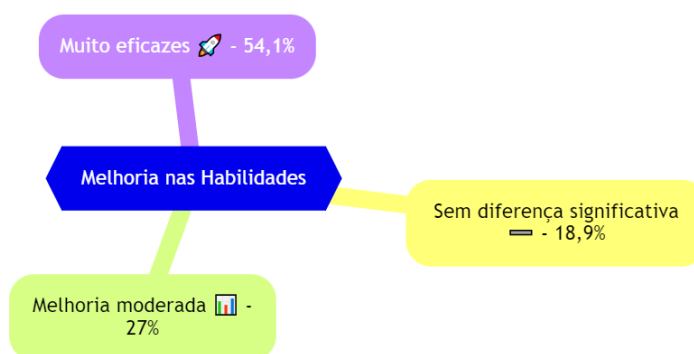 Muito eficazes 🚀 - 54,1%
Melhoria nas Habilidades
Sem diferença significativa
➖ - 18,9%
Melhoria moderada 📊 -
27%